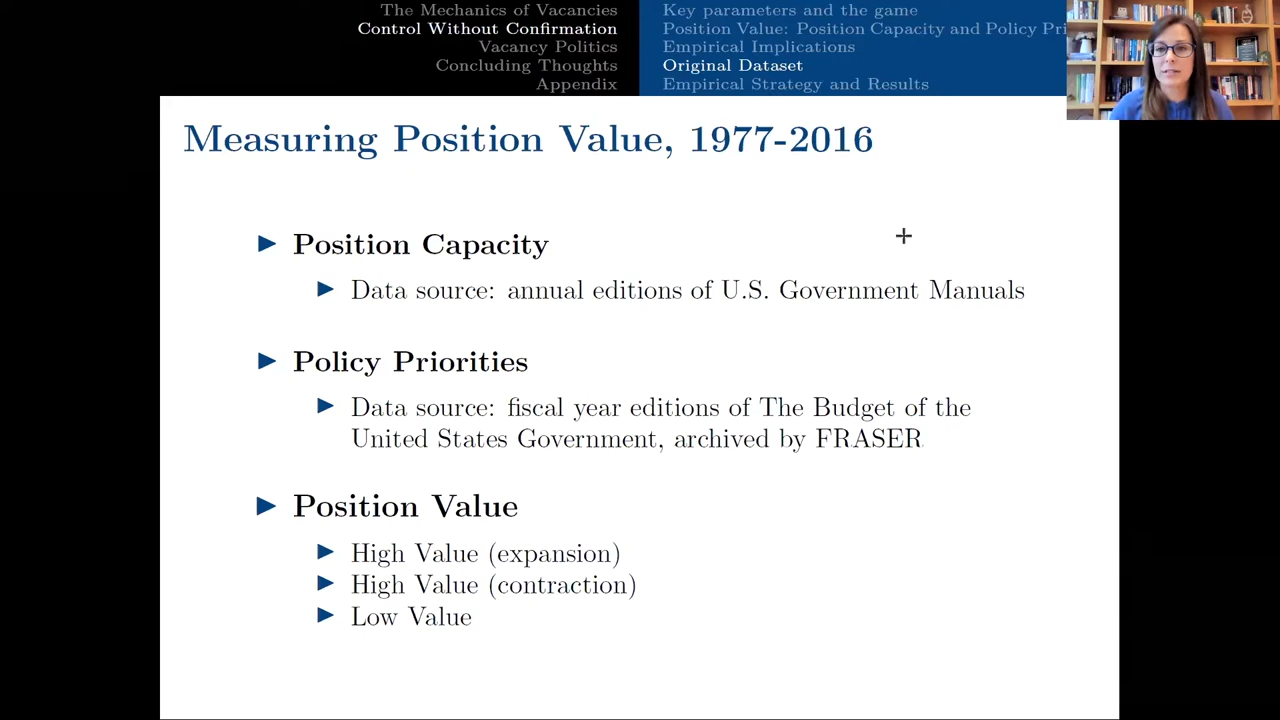 The Mechanics of Vacancies
Control Without Confirmation
Vacancy Politics
Concluding Thoughts
Appendix
Key parameters and the game
Position Value: Position Capacity and Policy Pri
Empirical Implications
Original Dataset
Empirical Strategy and Results
Measuring Position Value, 1977-2016
Position Capacity
Data source: annual editions of U.S. Government Manuals
Policy Priorities
Data source: fiscal year editions of The Budget of the
United States Government, archived by FRASER
Position Value
High Value (expansion)
High Value (contraction)
Low Value